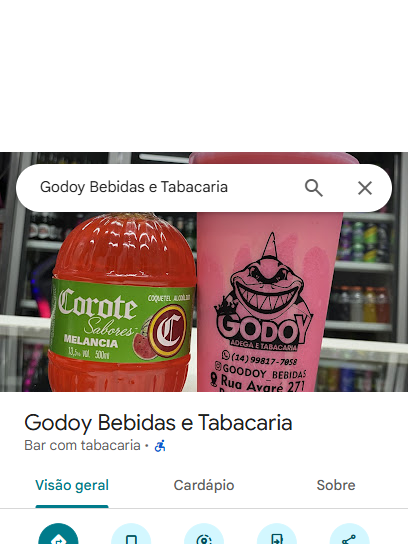 Godoy Bebidas e Tabacaria
Corote
Sabores
COQUETEL ALCOÓLICO
C
MELANCIA
13,5% VOL. 500ml
GODOY
ADEGA E TABACARIA
(14) 99817-7058
GOODOY_BEBIDAS
Rua Avaré 271
Godoy Bebidas e Tabacaria
Bar com tabacaria ·
Visão geral
Cardápio
Sobre